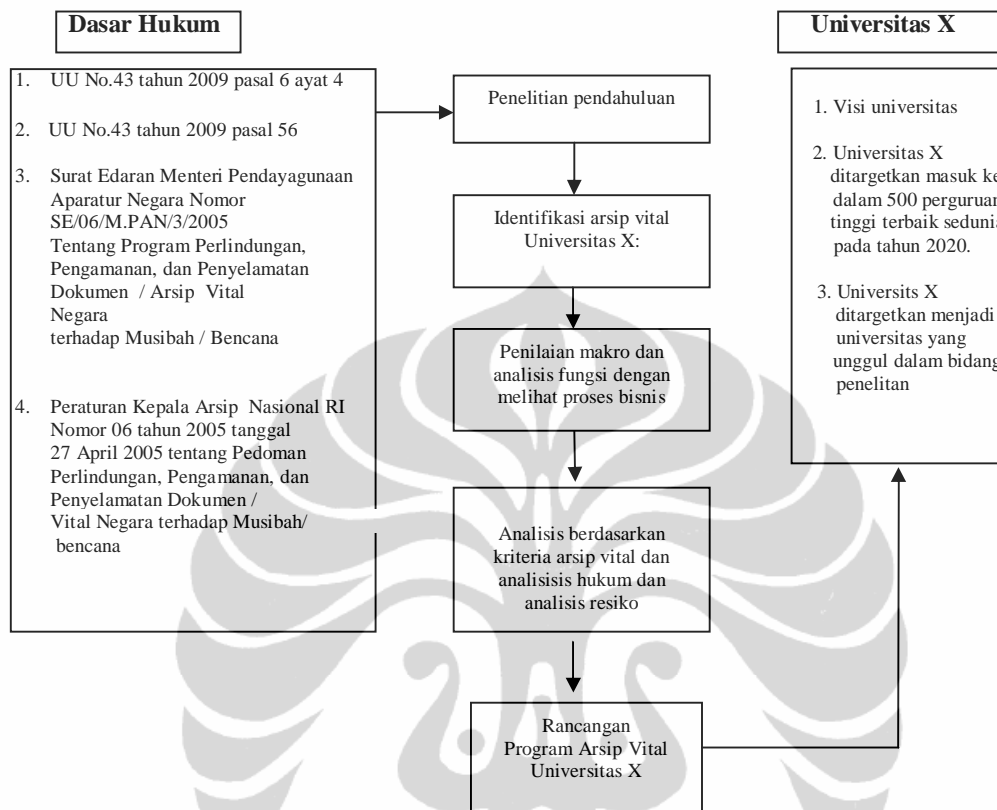 Dasar Hukum
1. UU No.43 tahun 2009 pasal 6 ayat 4
2. UU No.43 tahun 2009 pasal 56
3. Surat Edaran Menteri Pendayagunaan
Aparatur Negara Nomor
SE/06/M.PAN/3/2005
Tentang Program Perlindungan,
Pengamanan, dan Penyelamatan
Dokumen / Arsip Vital
Negara
terhadap Musibah / Bencana
4. Peraturan Kepala Arsip Nasional RI
Nomor 06 tahun 2005 tanggal
27 April 2005 tentang Pedoman
Perlindungan, Pengamanan, dan
Penyelamatan Dokumen /
Vital Negara terhadap Musibah/
bencana
Penelitian pendahuluan
Identifikasi arsip vital
Universitas X:
Penilaian makro dan
analisis fungsi dengan
melihat proses bisnis
Analisis berdasarkan
kriteria arsip vital dan
analisisis hukum dan
analisis resiko
Rancangan
Program Arsip Vital
Universitas X
Universitas X
1. Visi universitas
2. Universitas X
ditargetkan masuk ke
dalam 500 perguruan
tinggi terbaik sedunia
pada tahun 2020.
3. Universits X
ditargetkan menjadi
universitas yang
unggul dalam bidang
penelitan